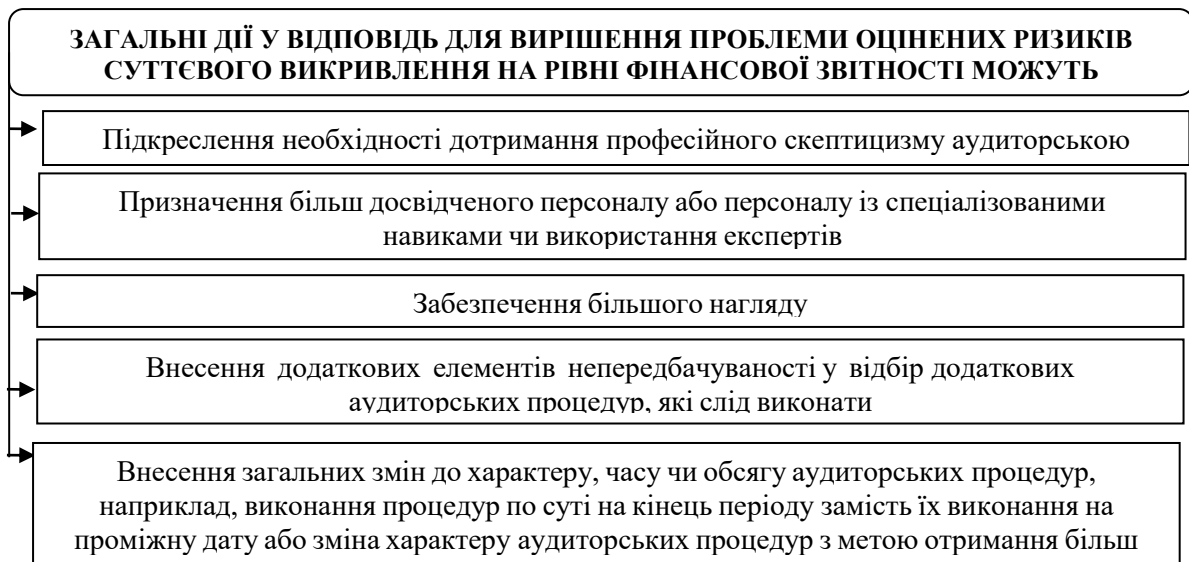 ЗАГАЛЬНІ ДІЇ У ВІДПОВІДЬ ДЛЯ ВИРІШЕННЯ ПРОБЛЕМИ ОЦІНЕНИХ РИЗИКІВ
СУТТЄВОГО ВИКРИВЛЕННЯ НА РІВНІ ФІНАНСОВОЇ ЗВІТНОСТІ МОЖУТЬ
Підкреслення необхідності дотримання професійного скептицизму аудиторською
Призначення більш досвідченого персоналу або персоналу із спеціалізованими
навиками чи використання експертів
Забезпечення більшого нагляду
Внесення додаткових елементів непередбачуваності у відбір додаткових
аудиторських процедур, які слід виконати
Внесення загальних змін до характеру, часу чи обсягу аудиторських процедур,
наприклад, виконання процедур по суті на кінець періоду замість їх виконання на
проміжну дату або зміна характеру аудиторських процедур з метою отримання більш